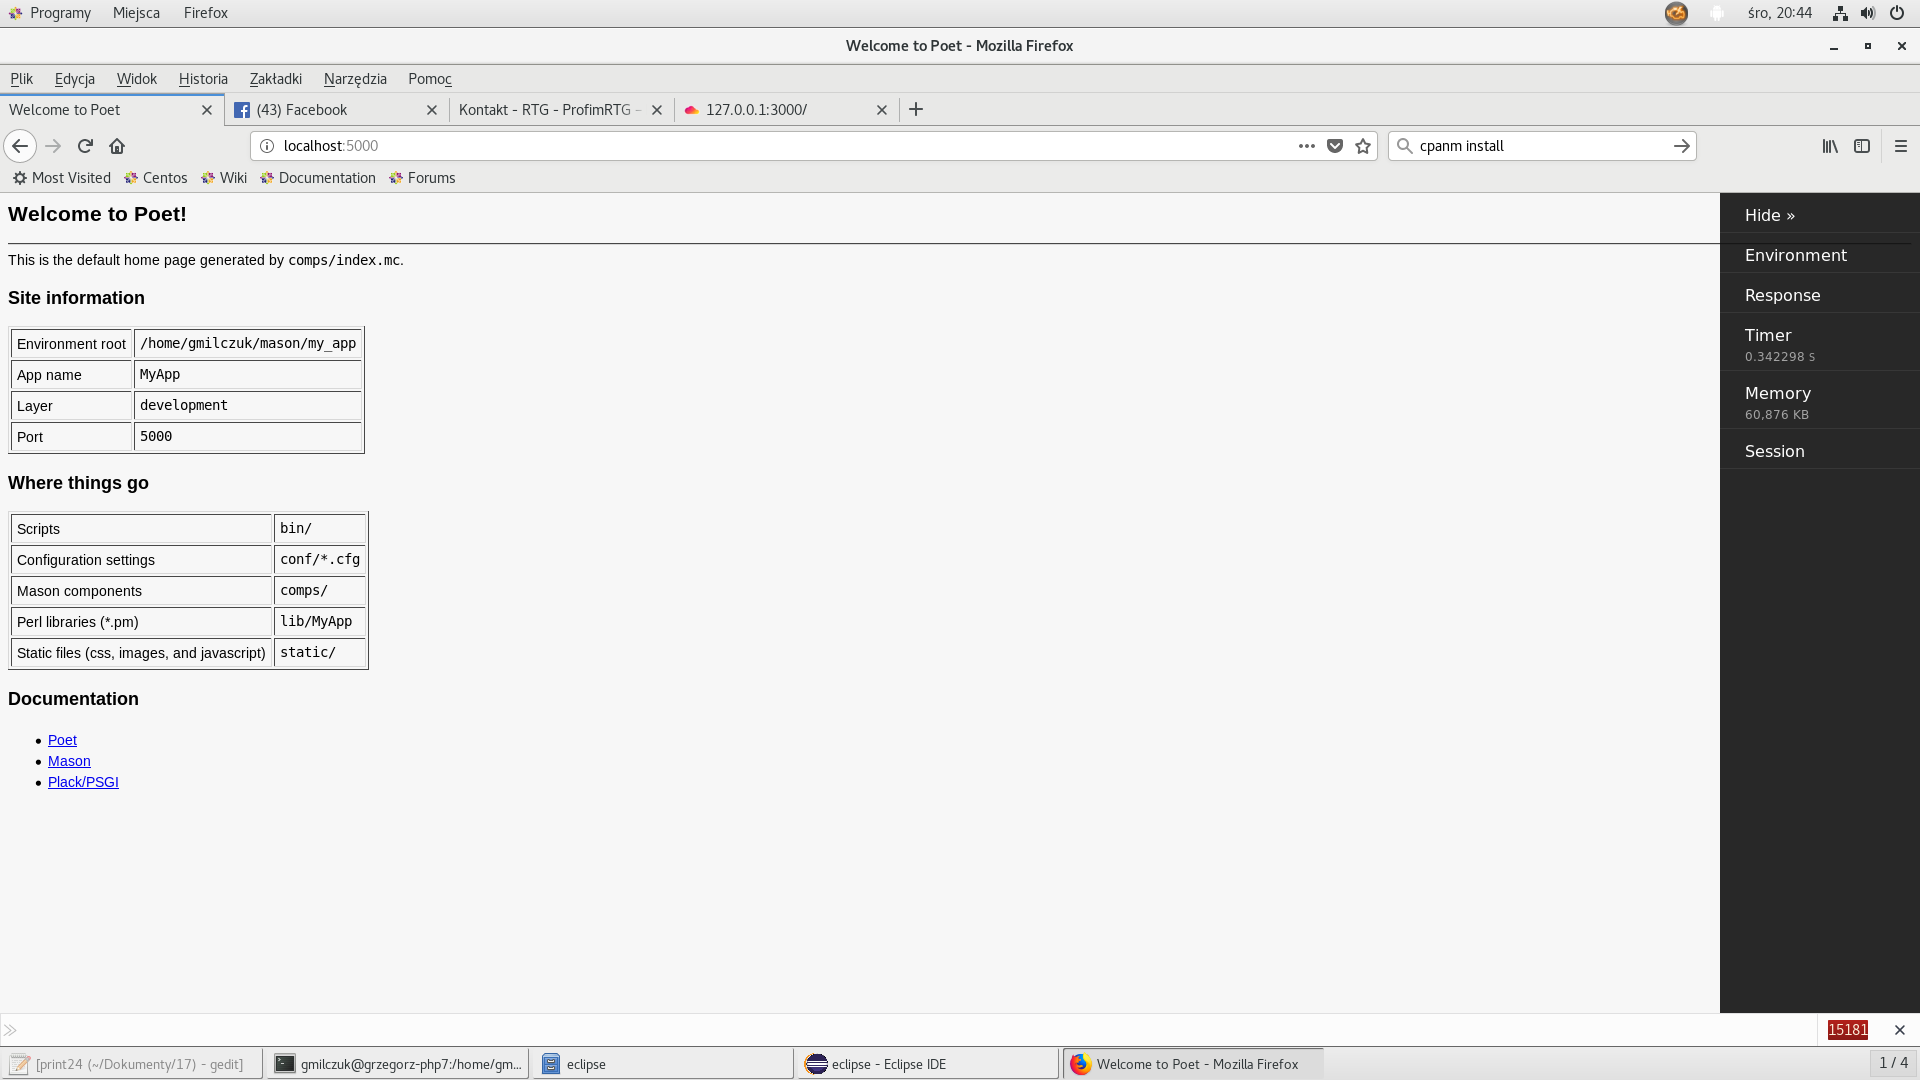 Programy Miejsca Firefox śro, 20:44
Welcome to Poet - Mozilla Firefox
Plik Edycja Widok Historia Zakładki Narzędzia Pomoc
Welcome to Poet (43) Facebook Kontakt - RTG - ProfimRTG - 127.0.0.1:3000/
localhost:5000 cpanm install
Most Visited Centos Wiki Documentation Forums
Welcome to Poet!
This is the default home page generated by comps/index.mc.
Site information
Environment root /home/gmilczuk/mason/my_app
App name MyApp
Layer development
Port 5000
Where things go
Scripts bin/
Configuration settings conf/*.cfg
Mason components comps/
Perl libraries (*.pm) lib/MyApp
Static files (css, images, and javascript) static/
Documentation
Poet
Mason
Plack/PSGI
Hide »
Environment
Response
Timer
0.342298 s
Memory
60,876 KB
Session
15181
[print24 (~/Dokumenty/17) - gedit] gmilczuk@grzegorz-php7:/home/gm... eclipse eclipse - Eclipse IDE Welcome to Poet - Mozilla Firefox 1 / 4